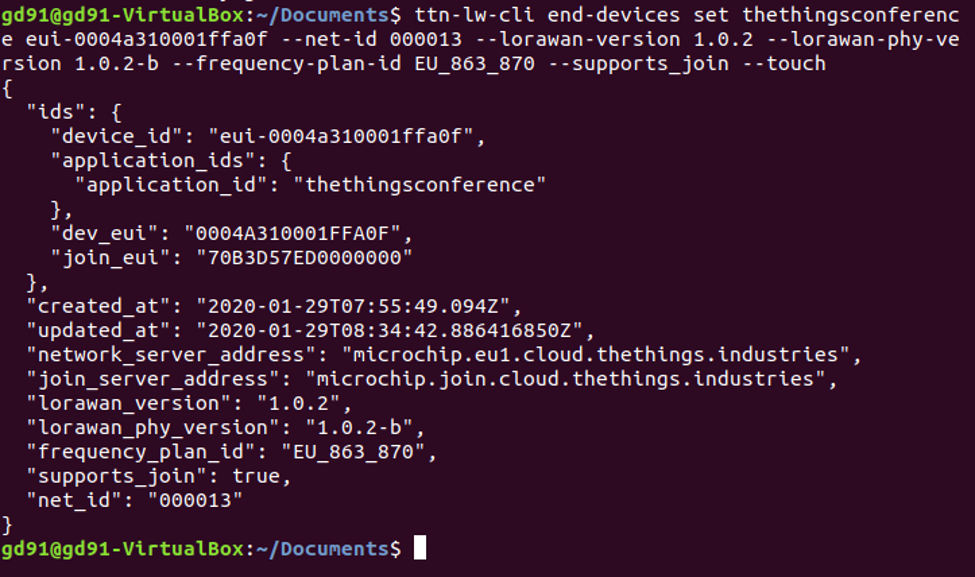 gd91@gd91-VirtualBox:~/Documents$ ttn-lw-cli end-devices set thethingsconferenc
e eui-0004a310001ffa0f --net-id 000013 --lorawan-version 1.0.2 --lorawan-phy-ve
rsion 1.0.2-b --frequency-plan-id EU_863_870 --supports_join --touch
{
  "ids": {
    "device_id": "eui-0004a310001ffa0f",
    "application_ids": {
      "application_id": "thethingsconference"
    },
    "dev_eui": "0004A310001FFA0F",
    "join_eui": "70B3D57ED0000000"
  },
  "created_at": "2020-01-29T07:55:49.094Z",
  "updated_at": "2020-01-29T08:34:42.886416850Z",
  "network_server_address": "microchip.eu1.cloud.thethings.industries",
  "join_server_address": "microchip.join.cloud.thethings.industries",
  "lorawan_version": "1.0.2",
  "lorawan_phy_version": "1.0.2-b",
  "frequency_plan_id": "EU_863_870",
  "supports_join": true,
  "net_id": "000013"
}
gd91@gd91-VirtualBox:~/Documents$